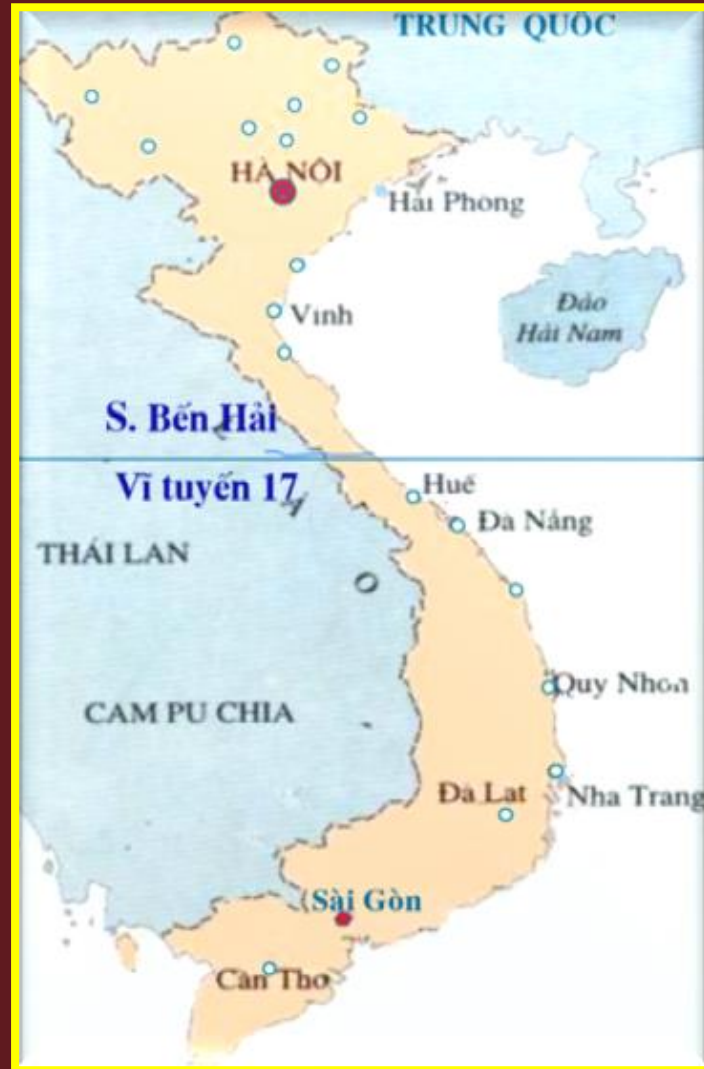 TRUNG QUỐC
HÀ NỘI
Hải Phòng
Vinh
Đảo
Hải Nam
S. Bến Hải
L
Vĩ tuyến 17
À
O
Huế
Đà Nẵng
THÁI LAN
Quy Nhơn
CAM PU CHIA
Đà Lạt
Nha Trang
Sài Gòn
Cần Thơ